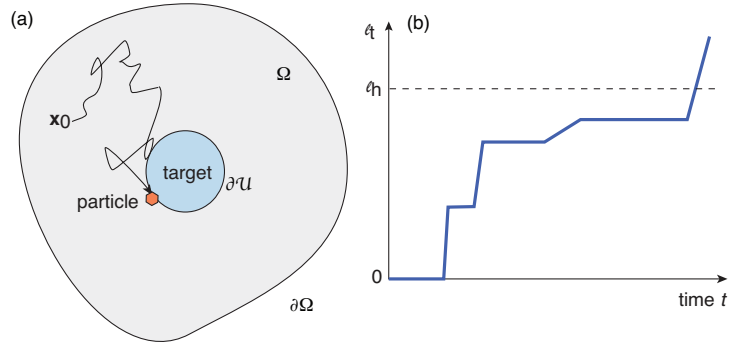 (a)
Ω
x0
target
∂U
particle
∂Ω
(b)
ℓt
ℓh
0
time t